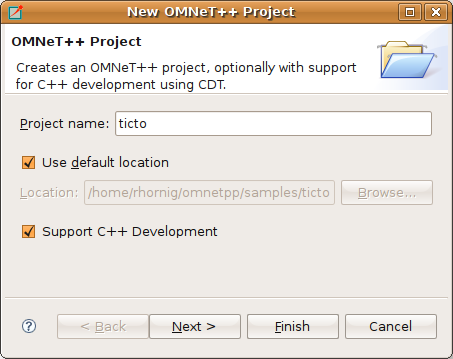 New OMNeT++ Project
OMNeT++ Project
Creates an OMNeT++ project, optionally with support
for C++ development using CDT.
Project name: ticto
Use default location
Location: /home/rhornig/omnetpp/samples/ticto Browse...
Support C++ Development
? < Back Next > Finish Cancel